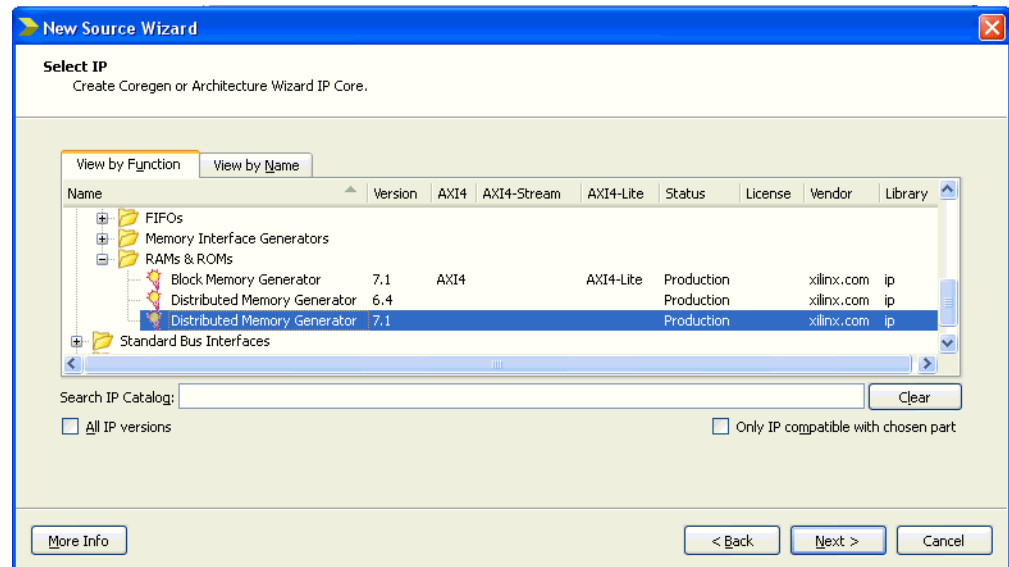 New Source Wizard
Select IP
Create Coregen or Architecture Wizard IP Core.
View by Function View by Name
Name Version AXI4 AXI4-Stream AXI4-Lite Status License Vendor Library
FIFOs
Memory Interface Generators
RAMs & ROMs
Block Memory Generator 7.1 AXI4 AXI4-Lite Production xilinx.com ip
Distributed Memory Generator 6.4 Production xilinx.com ip
Distributed Memory Generator 7.1 Production xilinx.com ip
Standard Bus Interfaces
Search IP Catalog: Clear
All IP versions Only IP compatible with chosen part
More Info < Back Next > Cancel